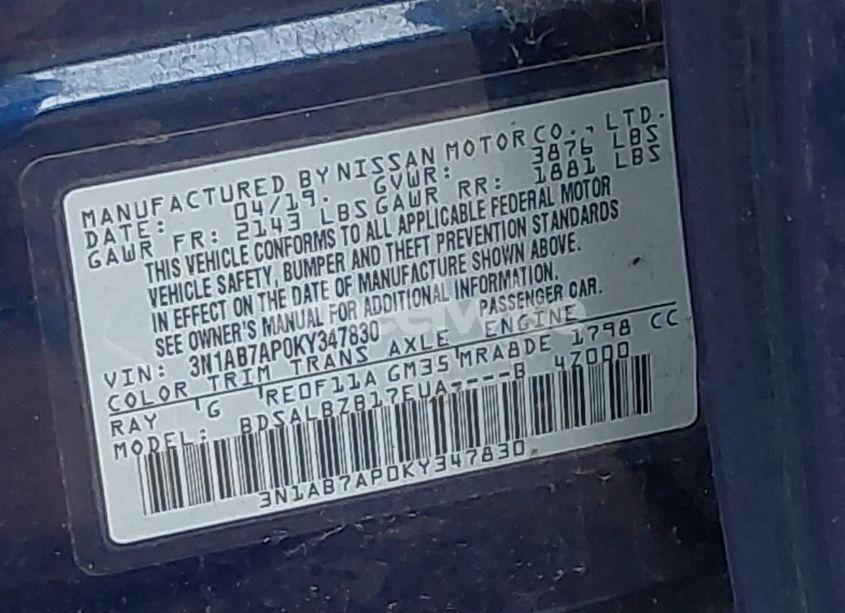 MANUFACTURED BY NISSAN MOTOR CO., LTD.
DATE: 04/19. GVWR: 3876 LBS
GAWR FR: 2143 LBS GAWR RR: 1881 LBS
THIS VEHICLE CONFORMS TO ALL APPLICABLE FEDERAL MOTOR
VEHICLE SAFETY, BUMPER AND THEFT PREVENTION STANDARDS
IN EFFECT ON THE DATE OF MANUFACTURE SHOWN ABOVE.
SEE OWNER'S MANUAL FOR ADDITIONAL INFORMATION.
VIN: 3N1AB7AP0KY347830 PASSENGER CAR.
COLOR TRIM TRANS AXLE ENGINE
RAY G RE0F11A GM35 MRA8DE 1798 CC
MODEL: BDSALBZB17EUA----B 4Z000
3N1AB7AP0KY347830